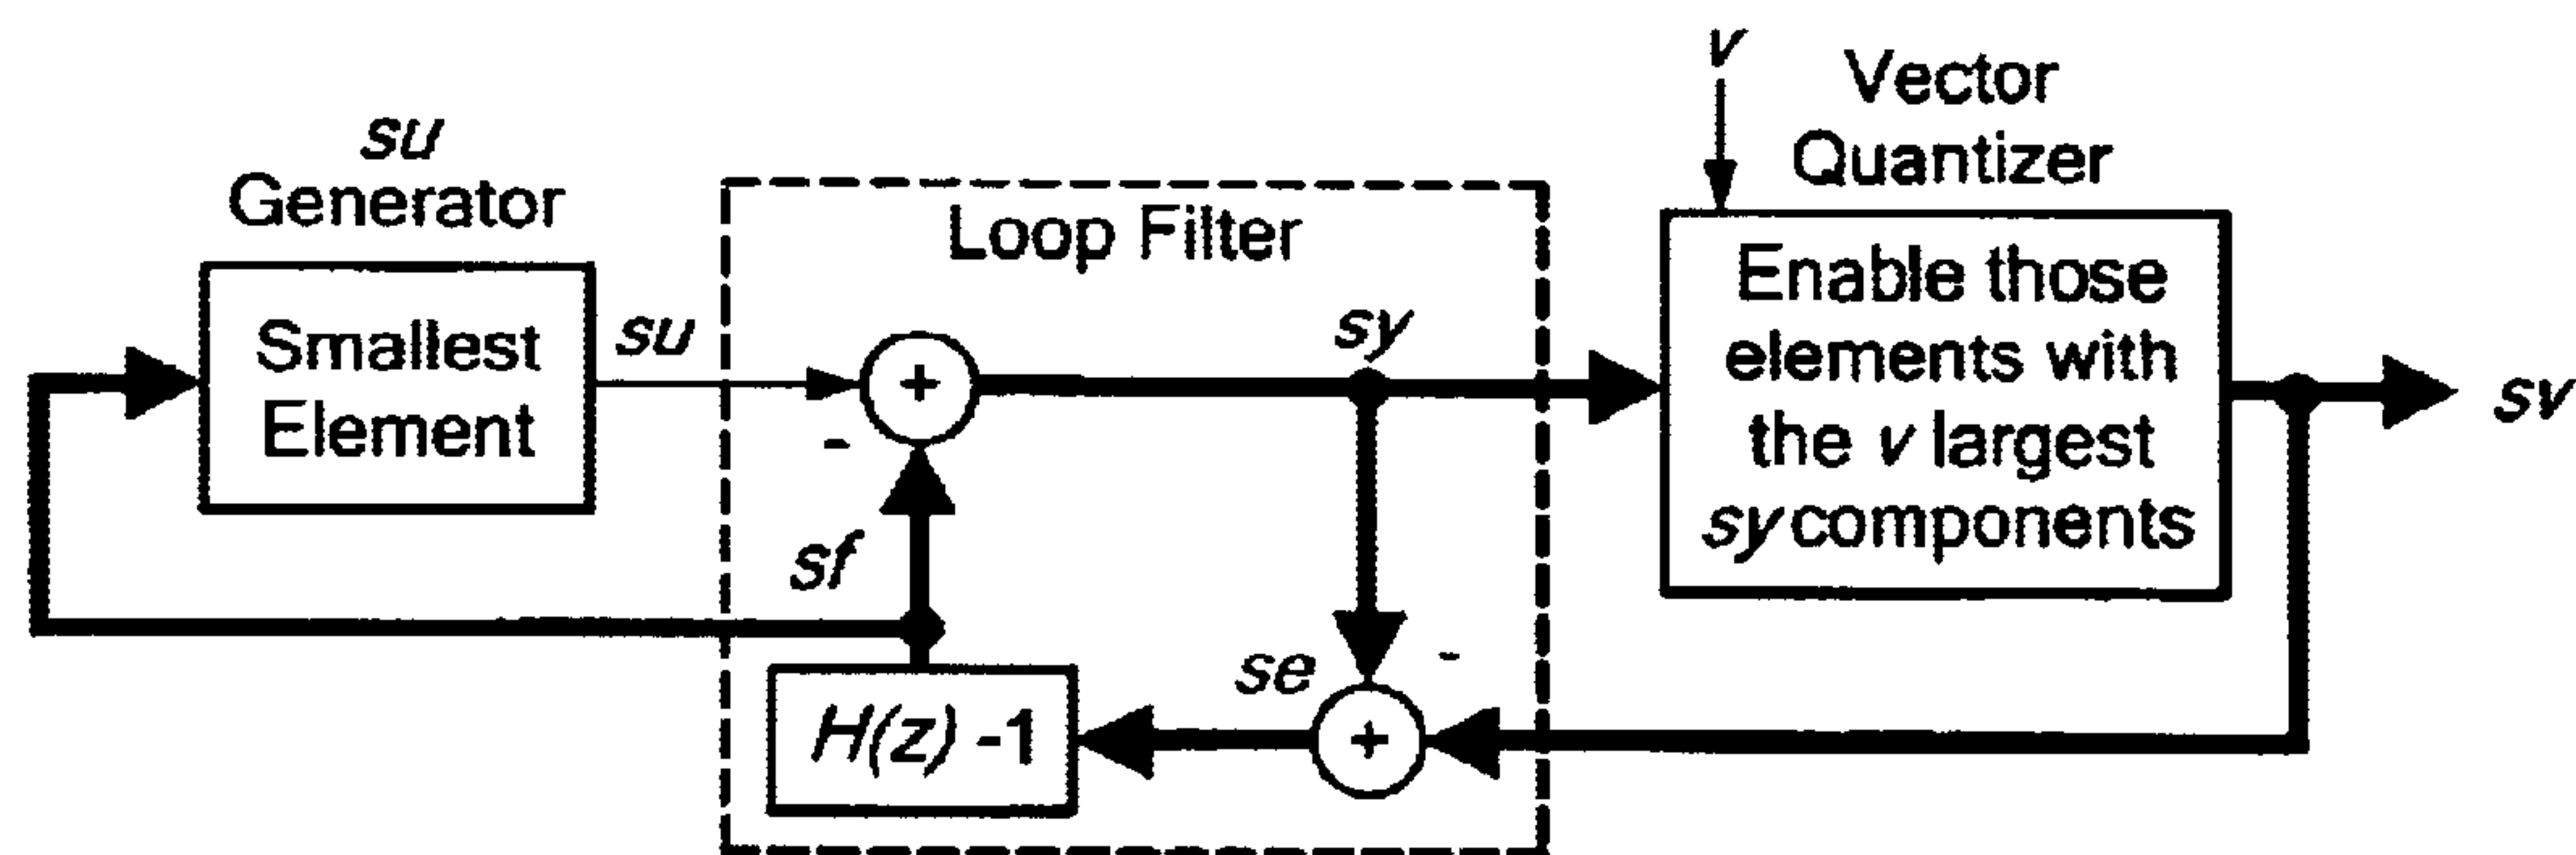 su
Generator
Smallest
Element
su
Loop Filter
+
-
sf
H(z) -1
sy
se
-
+
v
Vector
Quantizer
Enable those
elements with
the v largest
sy components
sv